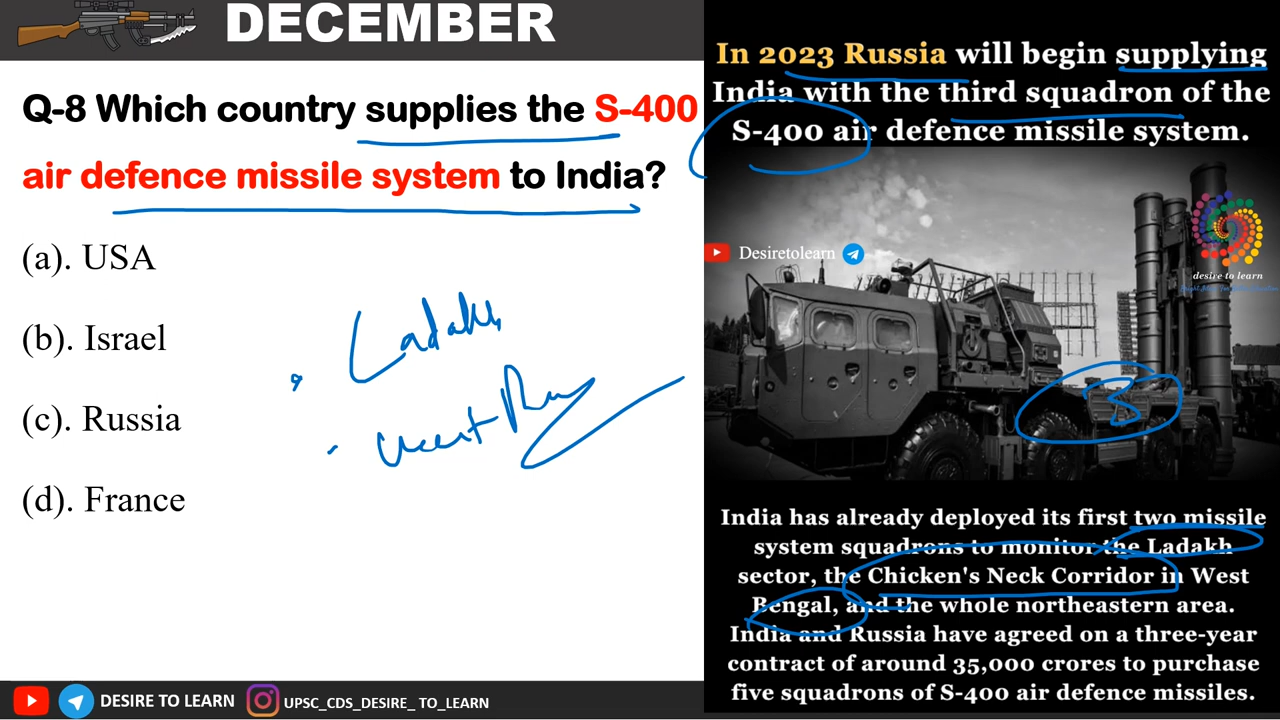 DECEMBER
Q-8 Which country supplies the S-400
air defence missile system to India?
(a). USA
(b). Israel
(c). Russia
(d). France
Ladakh
West
DESIRE TO LEARN
UPSC_CDS_DESIRE_ TO_LEARN
In 2023 Russia will begin supplying
India with the third squadron of the
S-400 air defence missile system.
Desiretolearn
desire to learn
3
India has already deployed its first two missile
system squadrons to monitor the Ladakh
sector, the Chicken's Neck Corridor in West
Bengal, and the whole northeastern area.
India and Russia have agreed on a three-year
contract of around 35,000 crores to purchase
five squadrons of S-400 air defence missiles.